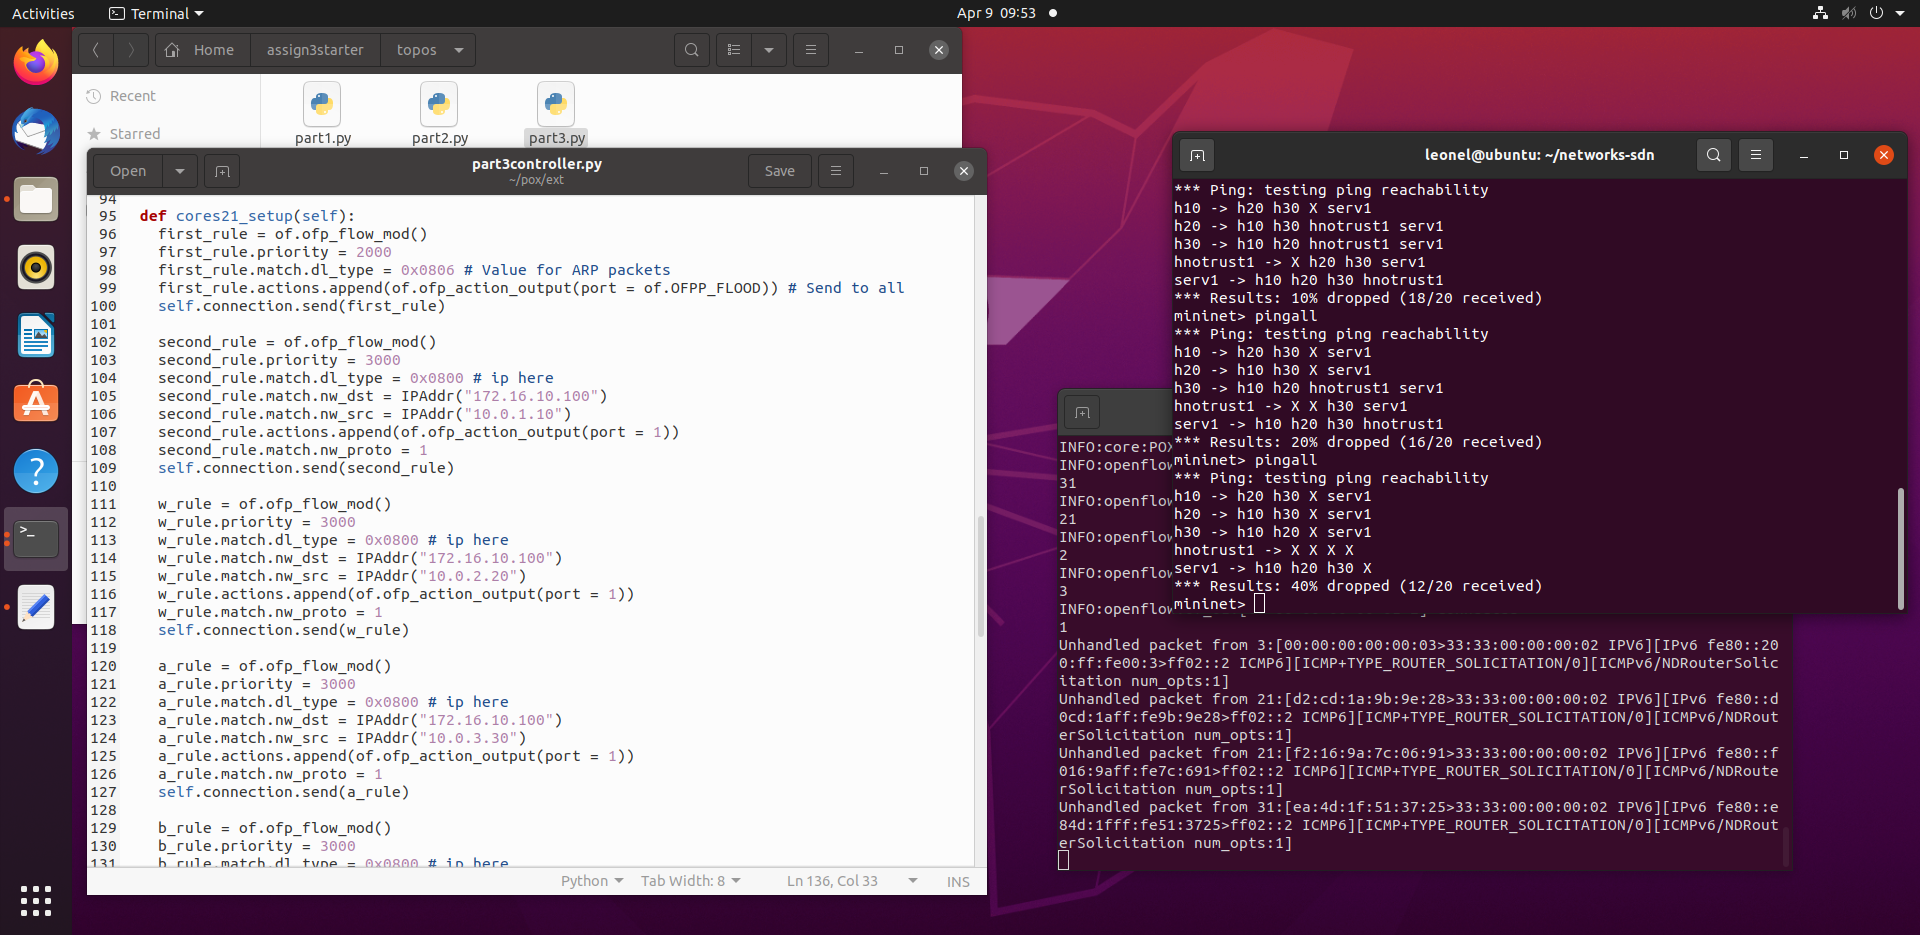 Activities
Terminal
Apr 9 09:53
Home
assign3starter
topos
Recent
Starred
part1.py
part2.py
part3.py
Open
part3controller.py
~/pox/ext
Save
94
95 def cores21_setup(self):
96 first_rule = of.ofp_flow_mod()
97 first_rule.priority = 2000
98 first_rule.match.dl_type = 0x0806 # Value for ARP packets
99 first_rule.actions.append(of.ofp_action_output(port = of.OFPP_FLOOD)) # Send to all
100 self.connection.send(first_rule)
101
102 second_rule = of.ofp_flow_mod()
103 second_rule.priority = 3000
104 second_rule.match.dl_type = 0x0800 # ip here
105 second_rule.match.nw_dst = IPAddr("172.16.10.100")
106 second_rule.match.nw_src = IPAddr("10.0.1.10")
107 second_rule.actions.append(of.ofp_action_output(port = 1))
108 second_rule.match.nw_proto = 1
109 self.connection.send(second_rule)
110
111 w_rule = of.ofp_flow_mod()
112 w_rule.priority = 3000
113 w_rule.match.dl_type = 0x0800 # ip here
114 w_rule.match.nw_dst = IPAddr("172.16.10.100")
115 w_rule.match.nw_src = IPAddr("10.0.2.20")
116 w_rule.actions.append(of.ofp_action_output(port = 1))
117 w_rule.match.nw_proto = 1
118 self.connection.send(w_rule)
119
120 a_rule = of.ofp_flow_mod()
121 a_rule.priority = 3000
122 a_rule.match.dl_type = 0x0800 # ip here
123 a_rule.match.nw_dst = IPAddr("172.16.10.100")
124 a_rule.match.nw_src = IPAddr("10.0.3.30")
125 a_rule.actions.append(of.ofp_action_output(port = 1))
126 a_rule.match.nw_proto = 1
127 self.connection.send(a_rule)
128
129 b_rule = of.ofp_flow_mod()
130 b_rule.priority = 3000
131 b_rule.match.dl_type = 0x0800 # ip here
Python
Tab Width: 8
Ln 136, Col 33
INS
leonel@ubuntu: ~/networks-sdn
*** Ping: testing ping reachability
h10 -> h20 h30 X serv1
h20 -> h10 h30 hnotrust1 serv1
h30 -> h10 h20 hnotrust1 serv1
hnotrust1 -> X h20 h30 serv1
serv1 -> h10 h20 h30 hnotrust1
*** Results: 10% dropped (18/20 received)
mininet> pingall
*** Ping: testing ping reachability
h10 -> h20 h30 X serv1
h20 -> h10 h30 X serv1
h30 -> h10 h20 hnotrust1 serv1
hnotrust1 -> X X h30 serv1
serv1 -> h10 h20 h30 hnotrust1
*** Results: 20% dropped (16/20 received)
mininet> pingall
*** Ping: testing ping reachability
h10 -> h20 h30 X serv1
h20 -> h10 h30 X serv1
h30 -> h10 h20 X serv1
hnotrust1 -> X X X X
serv1 -> h10 h20 h30 X
*** Results: 40% dropped (12/20 received)
mininet>
INFO:core:POX
INFO:openflow
31
INFO:openflow
21
INFO:openflow
2
INFO:openflow
3
INFO:openflow
1
Unhandled packet from 3:[00:00:00:00:00:03>33:33:00:00:00:02 IPV6][IPv6 fe80::20
0:ff:fe00:3>ff02::2 ICMP6][ICMP+TYPE_ROUTER_SOLICITATION/0][ICMPv6/NDRouterSolic
itation num_opts:1]
Unhandled packet from 21:[d2:cd:1a:9b:9e:28>33:33:00:00:00:02 IPV6][IPv6 fe80::d
0cd:1aff:fe9b:9e28>ff02::2 ICMP6][ICMP+TYPE_ROUTER_SOLICITATION/0][ICMPv6/NDRout
erSolicitation num_opts:1]
Unhandled packet from 21:[f2:16:9a:7c:06:91>33:33:00:00:00:02 IPV6][IPv6 fe80::f
016:9aff:fe7c:691>ff02::2 ICMP6][ICMP+TYPE_ROUTER_SOLICITATION/0][ICMPv6/NDRoute
rSolicitation num_opts:1]
Unhandled packet from 31:[ea:4d:1f:51:37:25>33:33:00:00:00:02 IPV6][IPv6 fe80::e
84d:1fff:fe51:3725>ff02::2 ICMP6][ICMP+TYPE_ROUTER_SOLICITATION/0][ICMPv6/NDRout
erSolicitation num_opts:1]